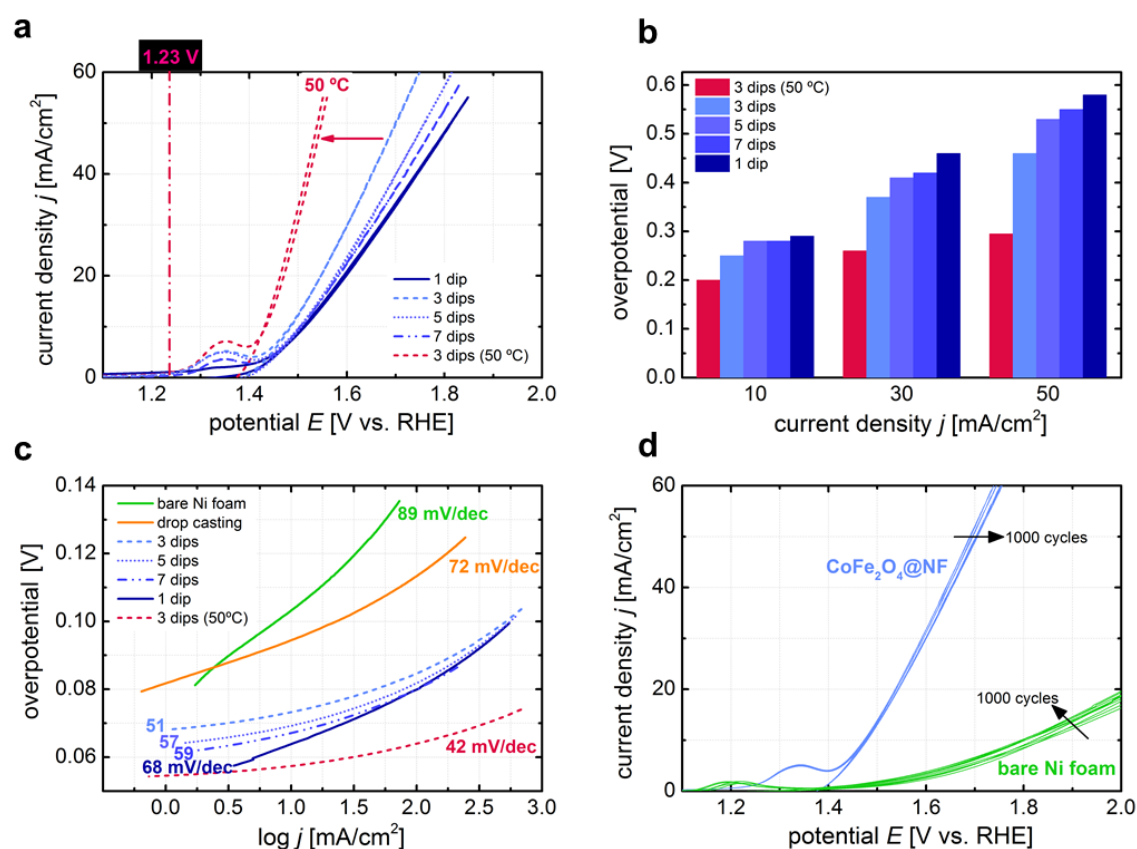 a
1.23 V
60
40
20
0
50 ºC
1 dip
3 dips
5 dips
7 dips
3 dips (50 ºC)
1.2
1.4
1.6
1.8
2.0
current density j [mA/cm²]
potential E [V vs. RHE]
b
0.6
0.5
0.4
0.3
0.2
0.1
0.0
3 dips (50 ºC)
3 dips
5 dips
7 dips
1 dip
10
30
50
overpotential [V]
current density j [mA/cm²]
c
0.14
0.12
0.10
0.08
0.06
bare Ni foam
drop casting
3 dips
5 dips
7 dips
1 dip
3 dips (50ºC)
89 mV/dec
72 mV/dec
51
57
59
68 mV/dec
42 mV/dec
0.0
0.5
1.0
1.5
2.0
2.5
3.0
overpotential [V]
log j [mA/cm²]
d
60
40
20
0
1000 cycles
CoFe₂O₄@NF
1000 cycles
bare Ni foam
1.2
1.4
1.6
1.8
2.0
current density j [mA/cm²]
potential E [V vs. RHE]